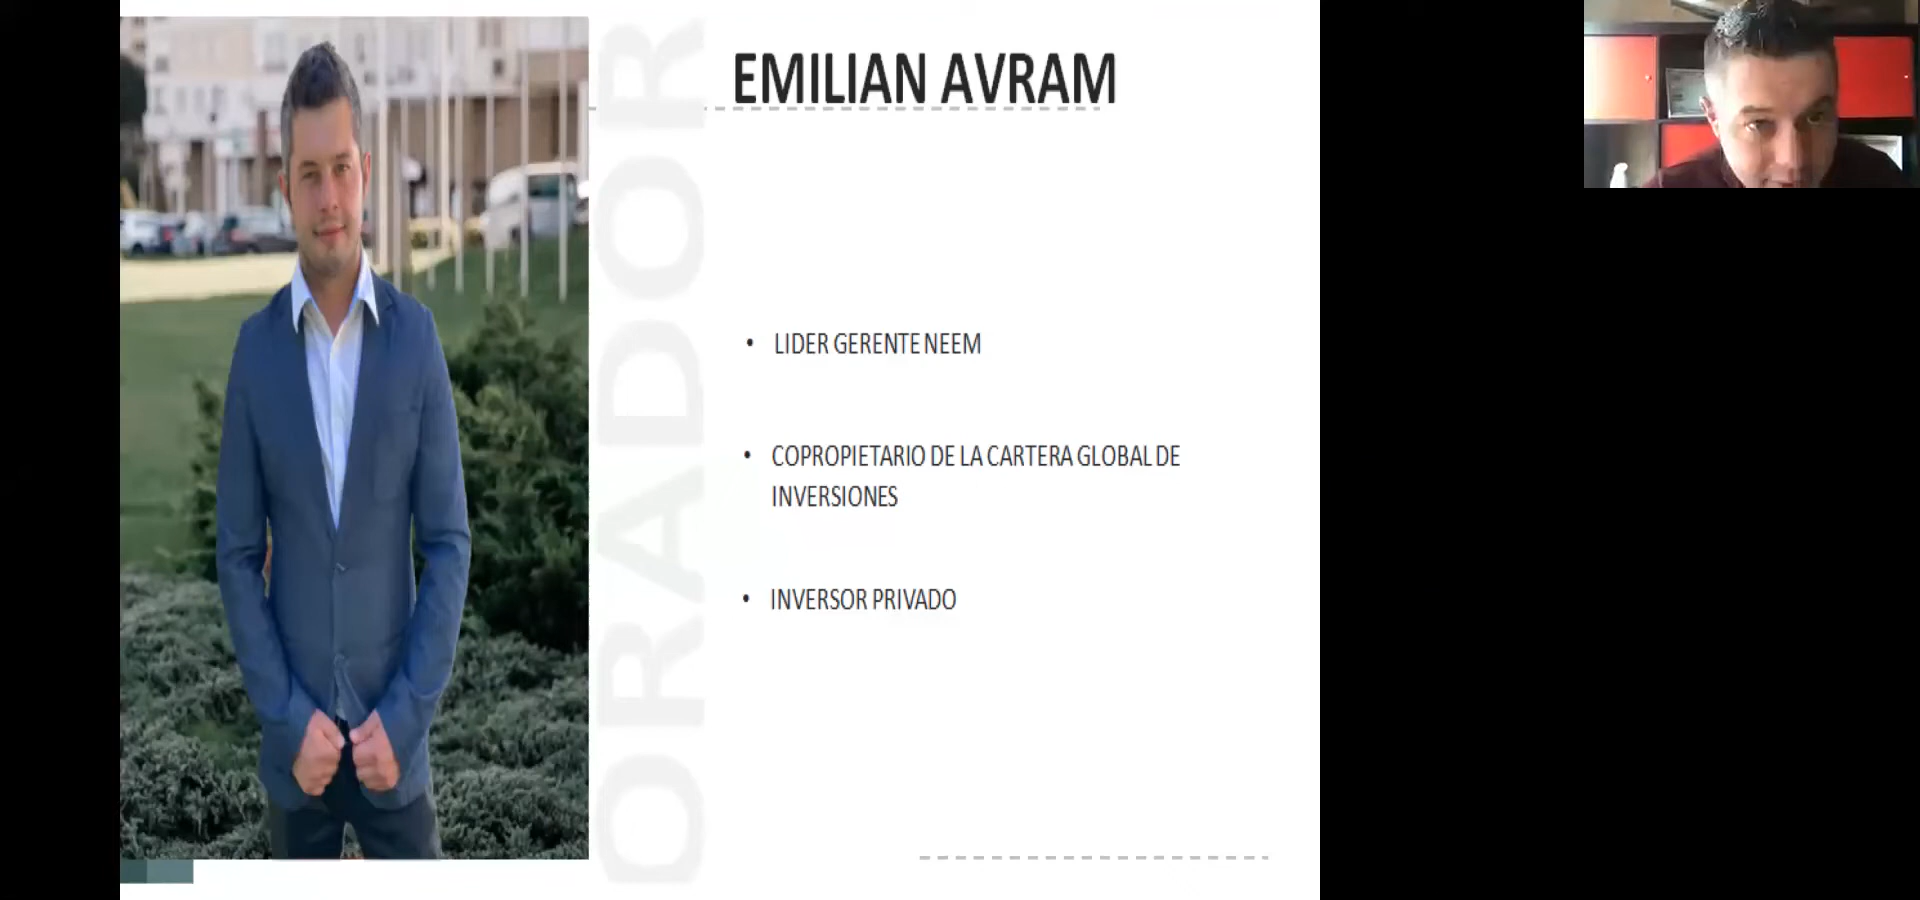 EMILIAN AVRAM
ORADOR
• LIDER GERENTE NEEM
• COPROPIETARIO DE LA CARTERA GLOBAL DE
INVERSIONES
• INVERSOR PRIVADO